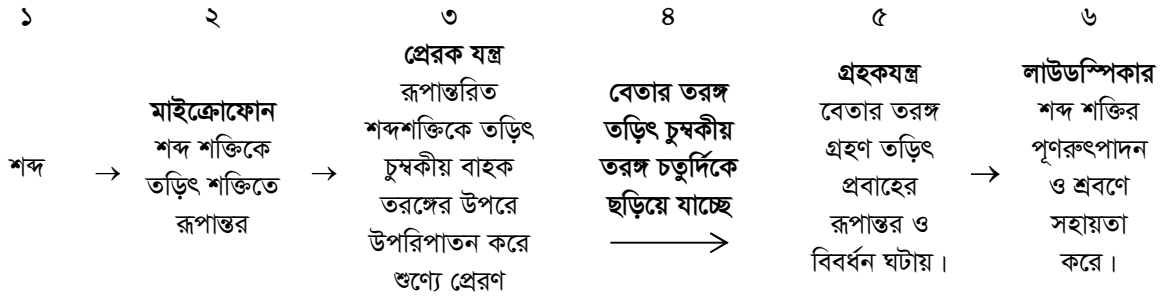 ১ ২ ৩ ৪ ৫ ৬
শব্দ
→
মাইক্রোফোন
শব্দ শক্তিকে
তড়িৎ শক্তিতে
রূপান্তর
→
প্রেরক যন্ত্র
রূপান্তরিত
শব্দশক্তিকে তড়িৎ
চুম্বকীয় বাহক
তরঙ্গের উপরে
উপরিপাতন করে
শুণ্যে প্রেরণ
বেতার তরঙ্গ
তড়িৎ চুম্বকীয়
তরঙ্গ চতুর্দিকে
ছড়িয়ে যাচ্ছে
গ্রহকযন্ত্র
বেতার তরঙ্গ
গ্রহণ তড়িৎ
প্রবাহের
রূপান্তর ও
বিবর্ধন ঘটায়।
→
লাউডস্পিকার
শব্দ শক্তির
পূণরুৎপাদন
ও শ্রবণে
সহায়তা
করে।